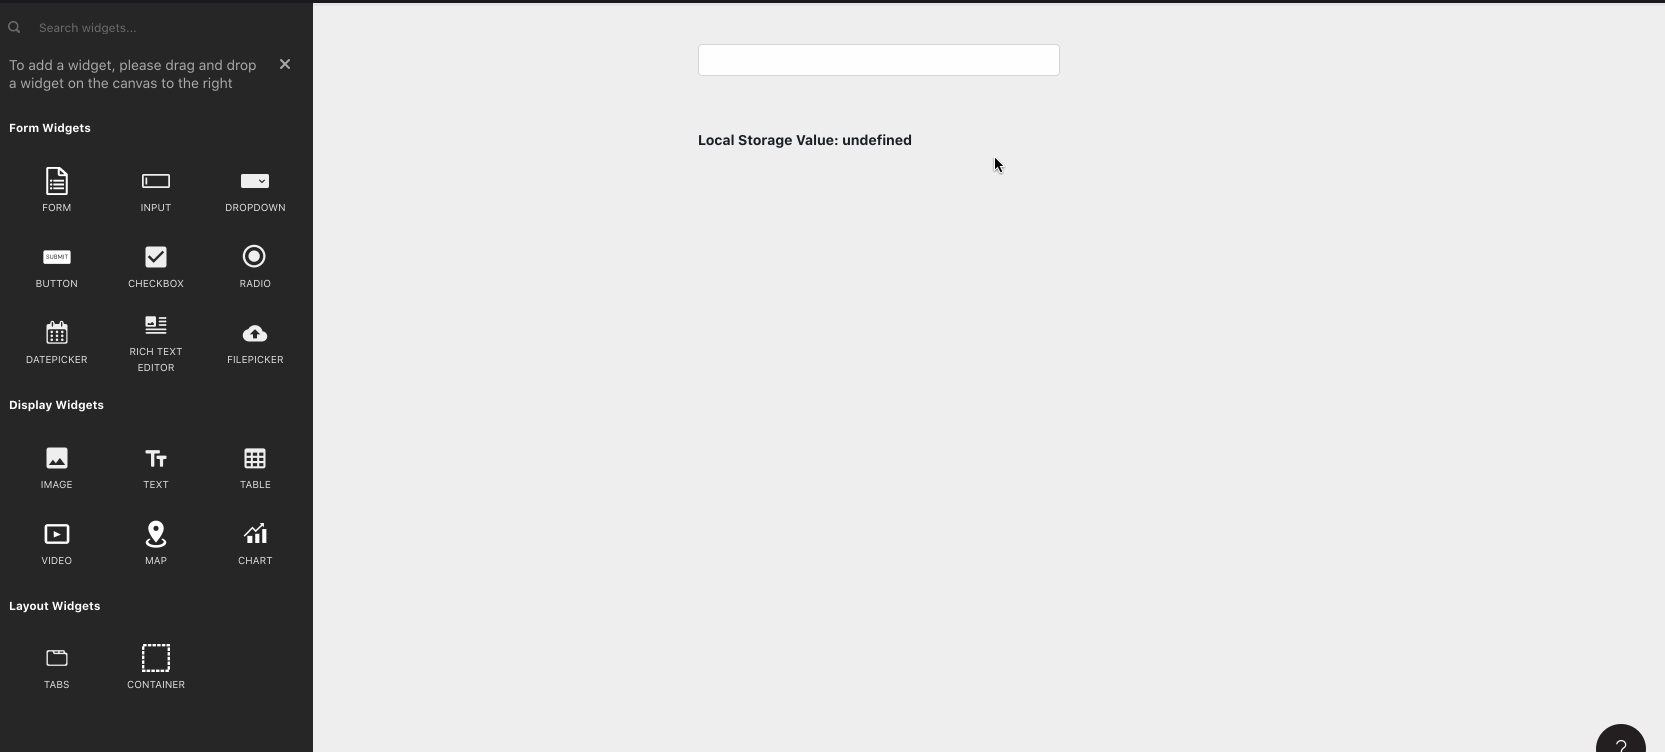 Search widgets...
To add a widget, please drag and drop
a widget on the canvas to the right
Form Widgets
FORM
INPUT
DROPDOWN
SUBMIT
BUTTON
CHECKBOX
RADIO
DATEPICKER
RICH TEXT
EDITOR
FILEPICKER
Display Widgets
IMAGE
TEXT
TABLE
VIDEO
MAP
CHART
Layout Widgets
TABS
CONTAINER
Local Storage Value: undefined
?